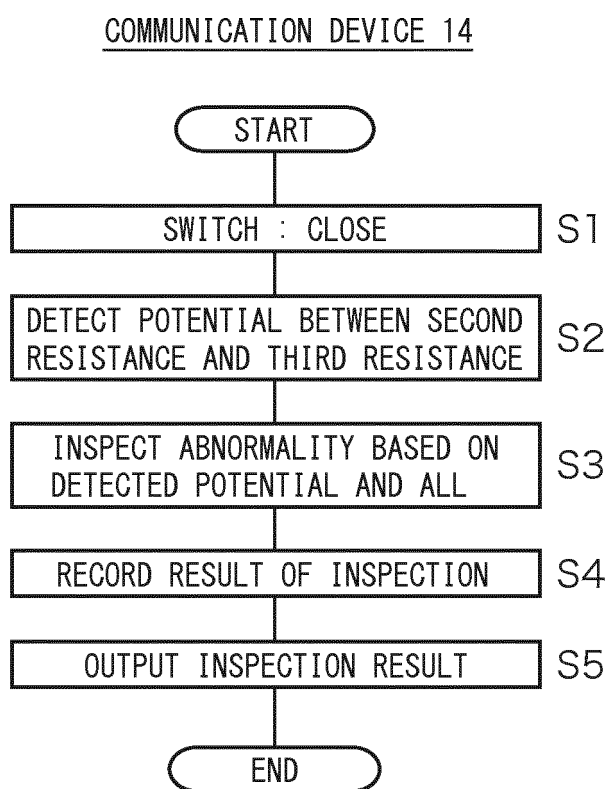 COMMUNICATION DEVICE 14
START
SWITCH : CLOSE
S1
DETECT POTENTIAL BETWEEN SECOND
RESISTANCE AND THIRD RESISTANCE
S2
INSPECT ABNORMALITY BASED ON
DETECTED POTENTIAL AND ALL
S3
RECORD RESULT OF INSPECTION
S4
OUTPUT INSPECTION RESULT
S5
END